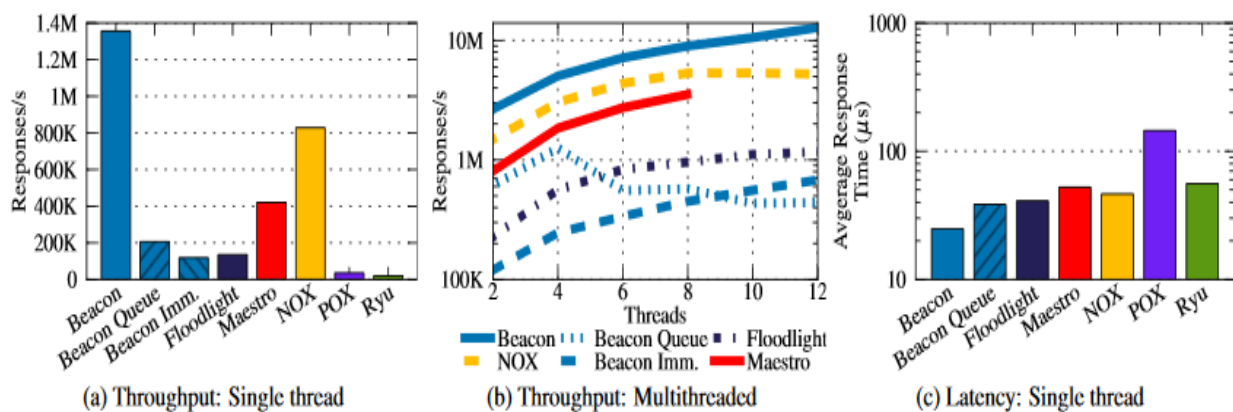 1.4M
1.2M
1M
800K
600K
400K
200K
0
Responses/s
Beacon
Beacon Queue
Beacon Imm.
Floodlight
Maestro
NOX
POX
Ryu
(a) Throughput: Single thread
10M
1M
100K
Responses/s
2 4 6 8 10 12
Threads
Beacon Beacon Queue Floodlight
NOX Beacon Imm. Maestro
(b) Throughput: Multithreaded
1000
100
10
Avgerage Response
Time (μs)
Beacon
Beacon Queue
Floodlight
Maestro
NOX
POX
Ryu
(c) Latency: Single thread